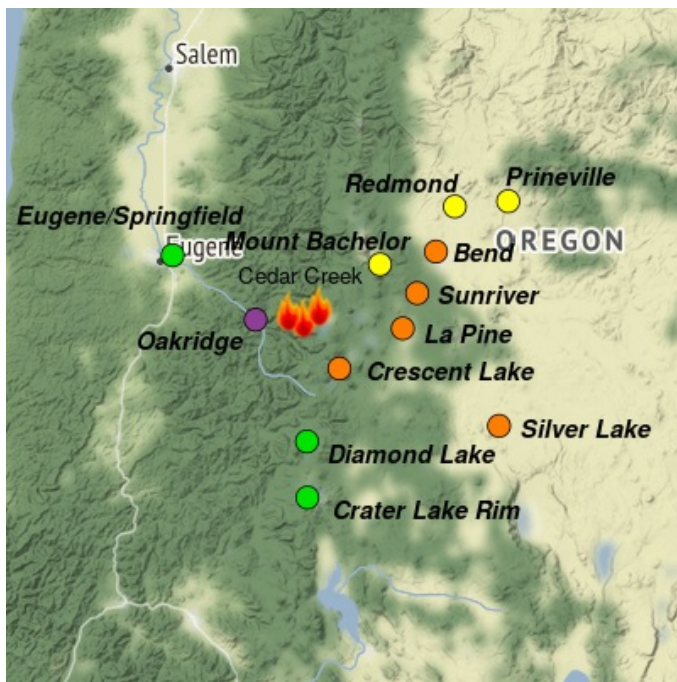 Salem
Redmond
Prineville
Eugene/Springfield
Eugene
Mount Bachelor
Bend
OREGON
Cedar Creek
Sunriver
Oakridge
La Pine
Crescent Lake
Silver Lake
Diamond Lake
Crater Lake Rim